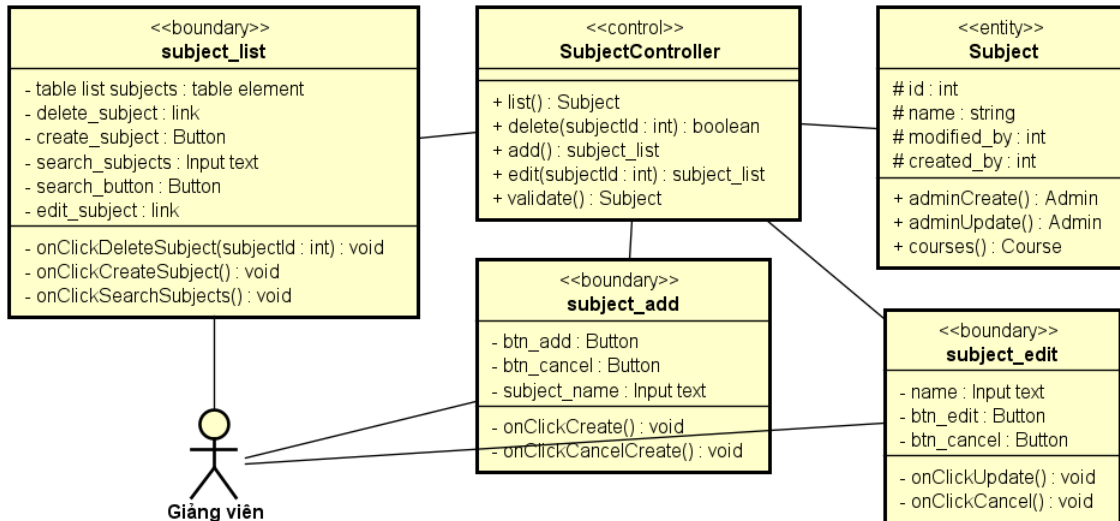 <<boundary>>
subject_list
- table list subjects : table element
- delete_subject : link
- create_subject : Button
- search_subjects : Input text
- search_button : Button
- edit_subject : link
- onClickDeleteSubject(subjectId : int) : void
- onClickCreateSubject() : void
- onClickSearchSubjects() : void
<<control>>
SubjectController
+ list() : Subject
+ delete(subjectId : int) : boolean
+ add() : subject_list
+ edit(subjectId : int) : subject_list
+ validate() : Subject
<<entity>>
Subject
# id : int
# name : string
# modified_by : int
# created_by : int
+ adminCreate() : Admin
+ adminUpdate() : Admin
+ courses() : Course
<<boundary>>
subject_add
- btn_add : Button
- btn_cancel : Button
- subject_name : Input text
- onClickCreate() : void
- onClickCancelCreate() : void
<<boundary>>
subject_edit
- name : Input text
- btn_edit : Button
- btn_cancel : Button
- onClickUpdate() : void
- onClickCancel() : void
Giảng viên